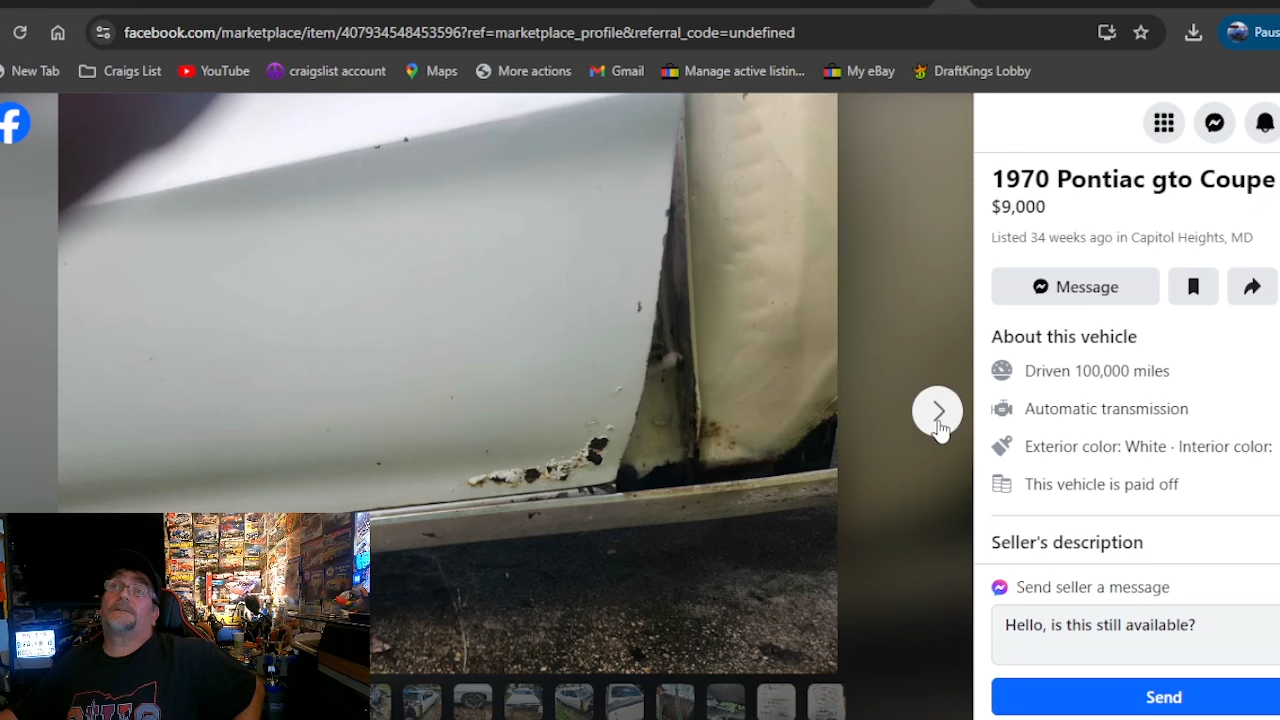 facebook.com/marketplace/item/407934548453596?ref=marketplace_profile&referral_code=undefined
Paus
New Tab
Craigs List
YouTube
craigslist account
Maps
More actions
Gmail
Manage active listin...
My eBay
DraftKings Lobby
1970 Pontiac gto Coupe
$9,000
Listed 34 weeks ago in Capitol Heights, MD
Message
About this vehicle
Driven 100,000 miles
Automatic transmission
Exterior color: White · Interior color:
This vehicle is paid off
Seller's description
Send seller a message
Hello, is this still available?
Send